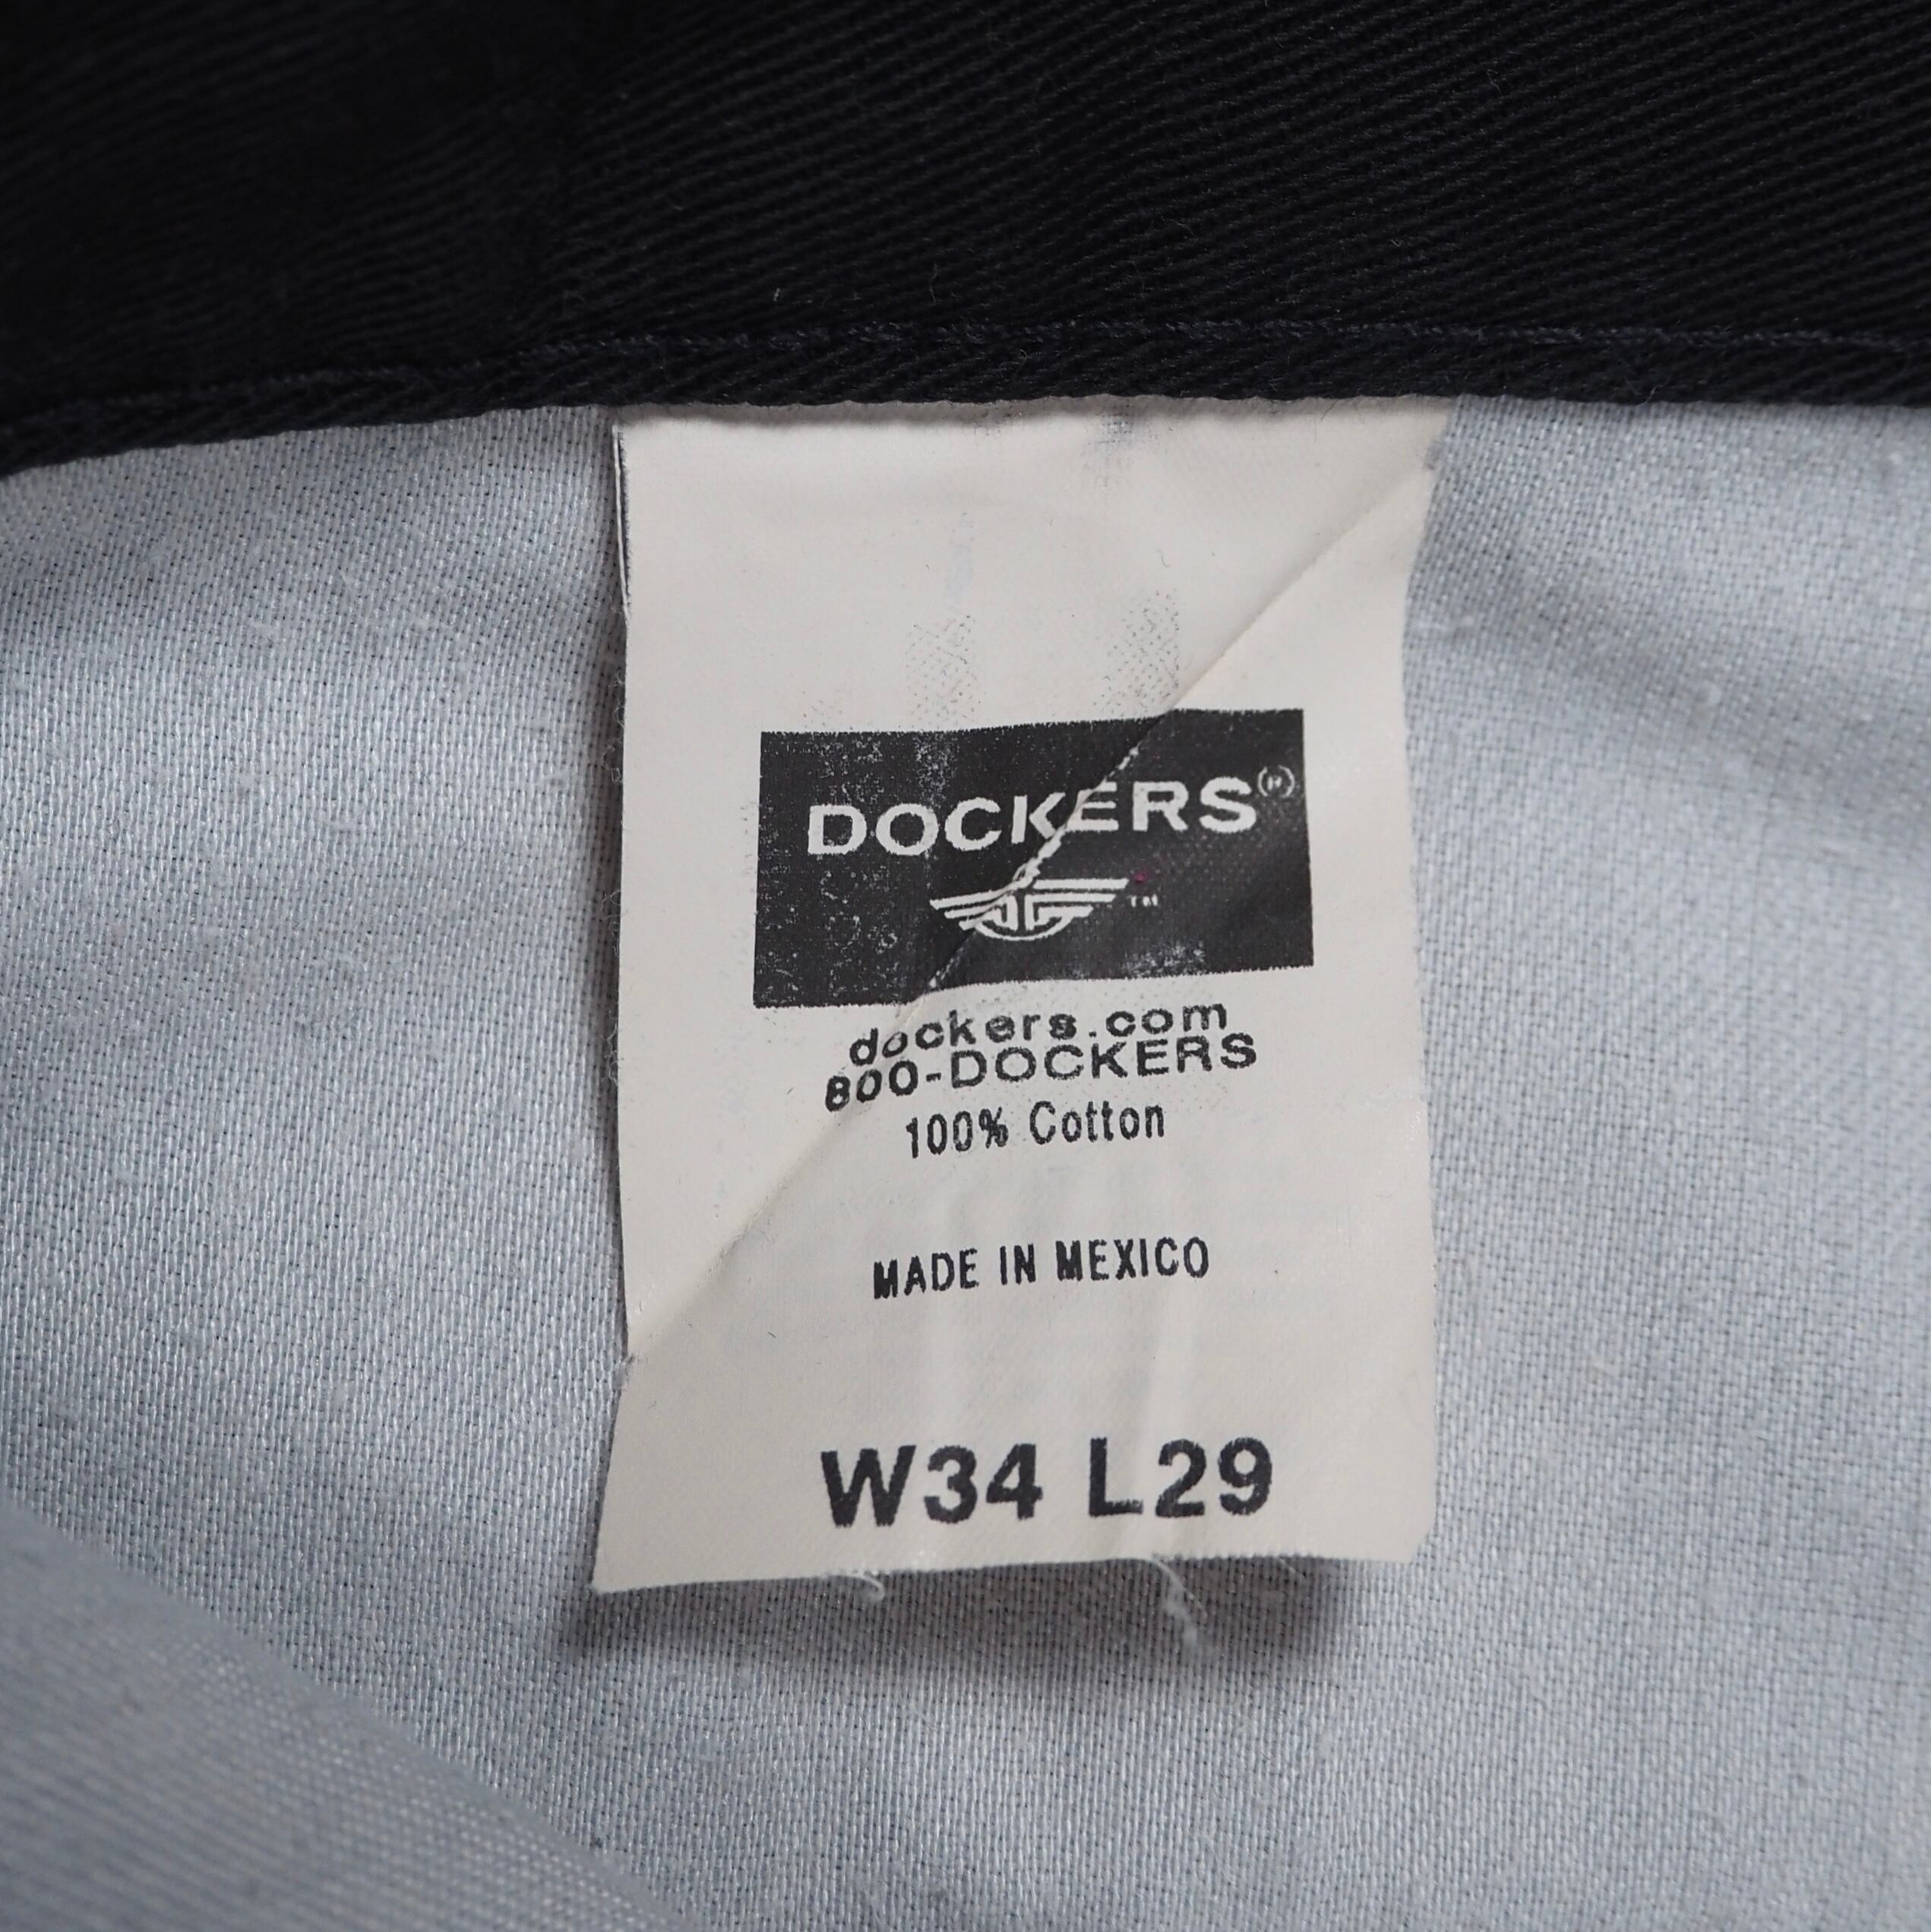 DOCKERS®
™
dockers.com
800-DOCKERS
100% Cotton
MADE IN MEXICO
W34 L29